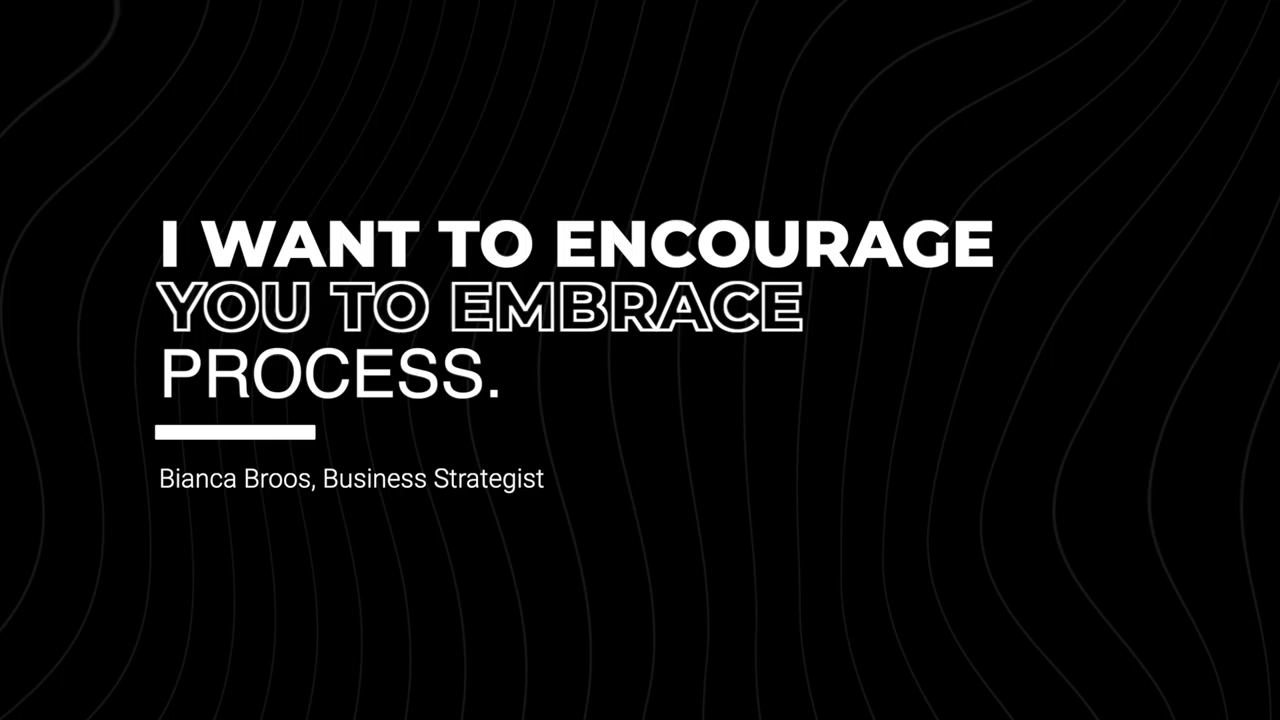 I WANT TO ENCOURAGE
YOU TO EMBRACE
PROCESS.
Bianca Broos, Business Strategist